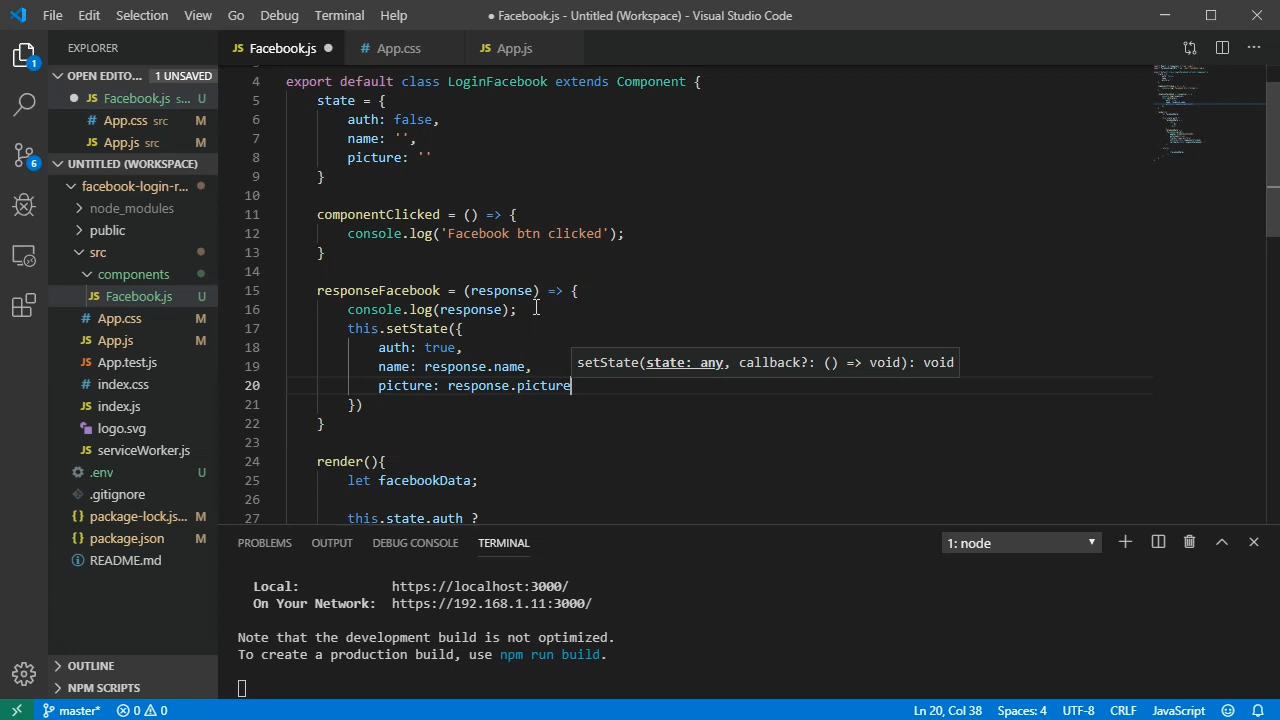 File Edit Selection View Go Debug Terminal Help ● Facebook.js - Untitled (Workspace) - Visual Studio Code
EXPLORER
JS Facebook.js ● # App.css JS App.js
OPEN EDITO... 1 UNSAVED
● JS Facebook.js s... U
# App.css src M
JS App.js src M
UNTITLED (WORKSPACE)
facebook-login-r...
node_modules
public
src
components
JS Facebook.js U
# App.css M
JS App.js M
JS App.test.js
# index.css
JS index.js
logo.svg
JS serviceWorker.js
.env U
.gitignore
{} package-lock.js... M
{} package.json M
README.md
OUTLINE
NPM SCRIPTS
1
6
4 export default class LoginFacebook extends Component {
5 state = {
6 auth: false,
7 name: '',
8 picture: ''
9 }
10
11 componentClicked = () => {
12 console.log('Facebook btn clicked');
13 }
14
15 responseFacebook = (response) => {
16 console.log(response);
17 this.setState({
18 auth: true,
19 name: response.name,
setState(state: any, callback?: () => void): void
20 picture: response.picture
21 })
22 }
23
24 render(){
25 let facebookData;
26
27 this.state.auth ?
PROBLEMS OUTPUT DEBUG CONSOLE TERMINAL 1: node
Local: https://localhost:3000/
On Your Network: https://192.168.1.11:3000/
Note that the development build is not optimized.
To create a production build, use npm run build.
master* 0 0 Ln 20, Col 38 Spaces: 4 UTF-8 CRLF JavaScript